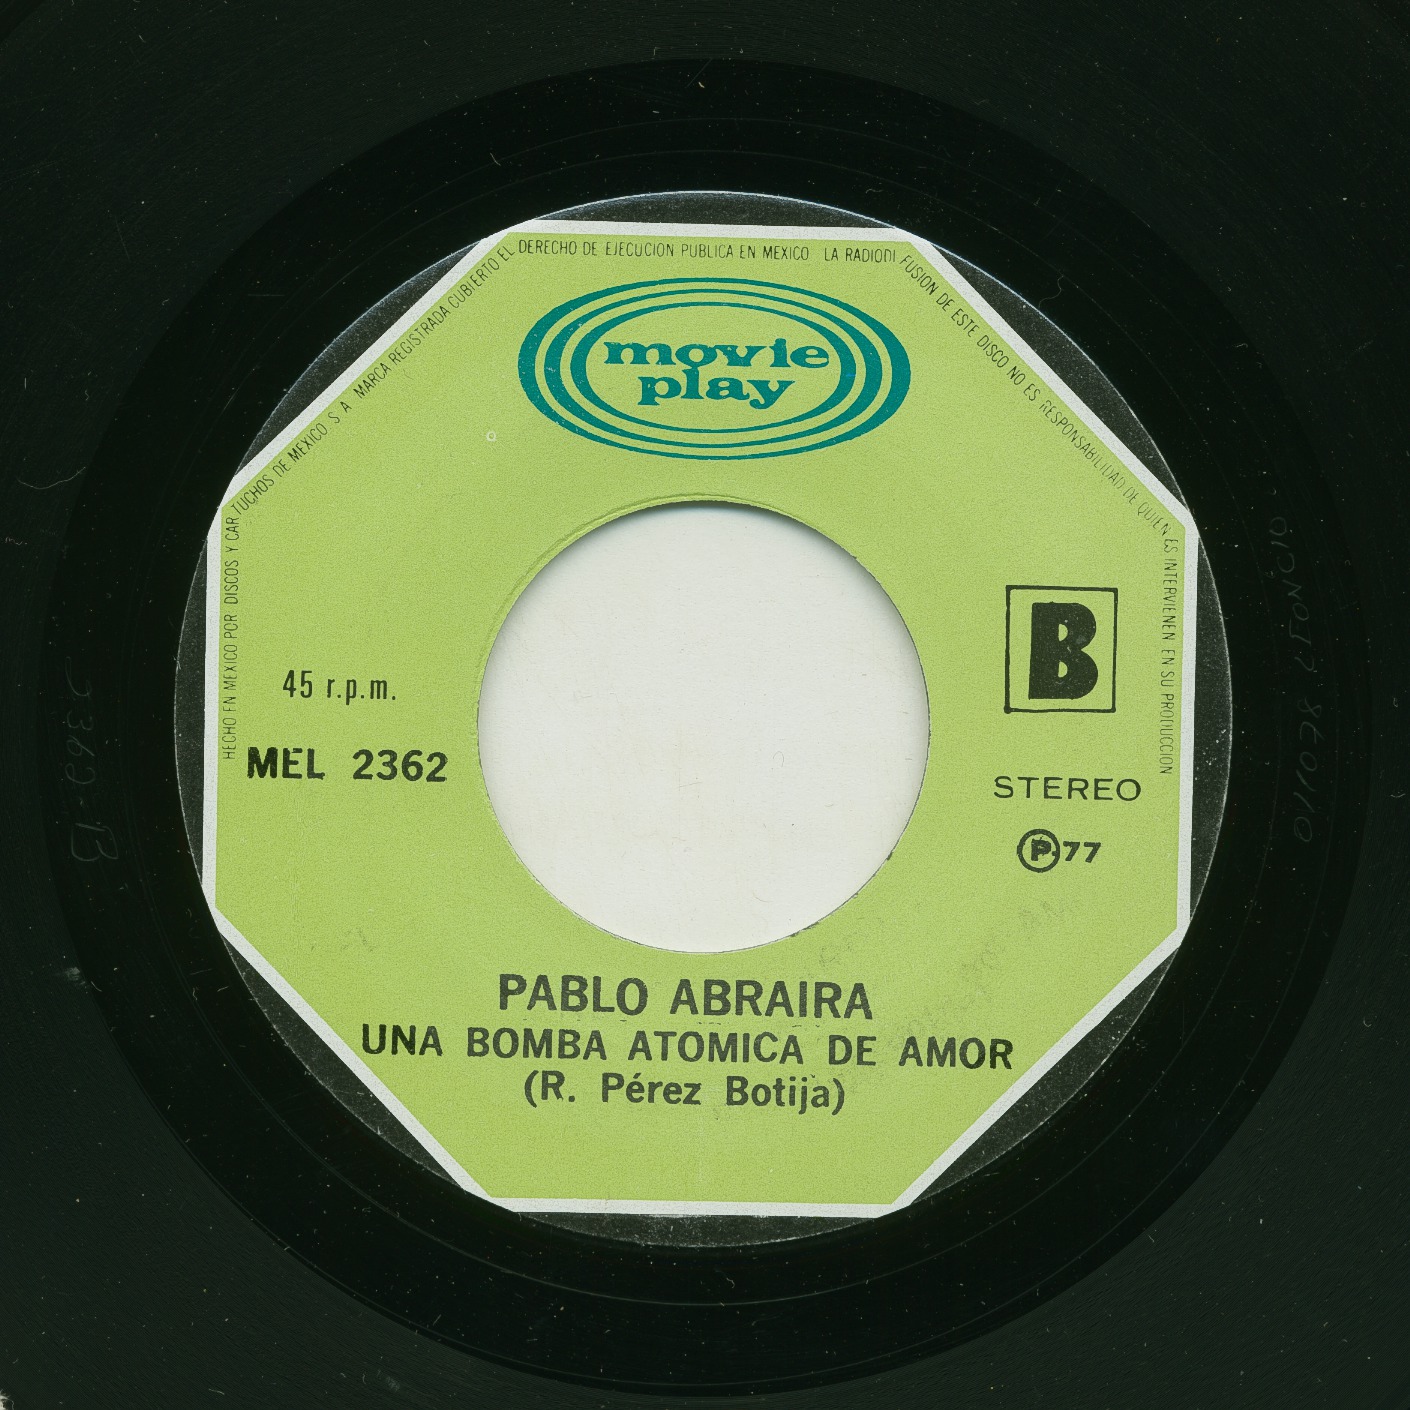 HECHO EN MEXICO POR DISCOS Y CARTUCHOS DE MEXICO S A MARCA REGISTRADA CUBIERTO EL DERECHO DE EJECUCION PUBLICA EN MEXICO LA RADIODIFUSION DE ESTE DISCO NO ES RESPONSABILIDAD DE QUIENES INTERVIENEN EN SU PRODUCCION
movie
play
B
45 r.p.m.
MEL 2362
STEREO
Ⓟ77
PABLO ABRAIRA
UNA BOMBA ATOMICA DE AMOR
(R. Pérez Botija)